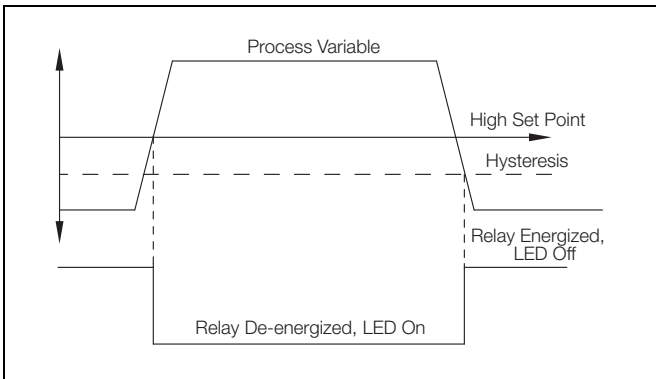 Process Variable
High Set Point
Hysteresis
Relay Energized,
LED Off
Relay De-energized, LED On